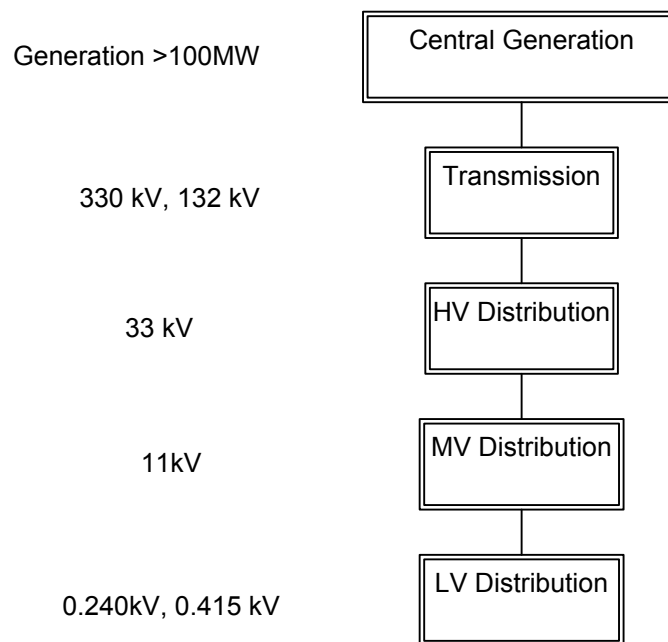 Generation >100MW
Central Generation
330 kV, 132 kV
Transmission
33 kV
HV Distribution
11kV
MV Distribution
0.240kV, 0.415 kV
LV Distribution